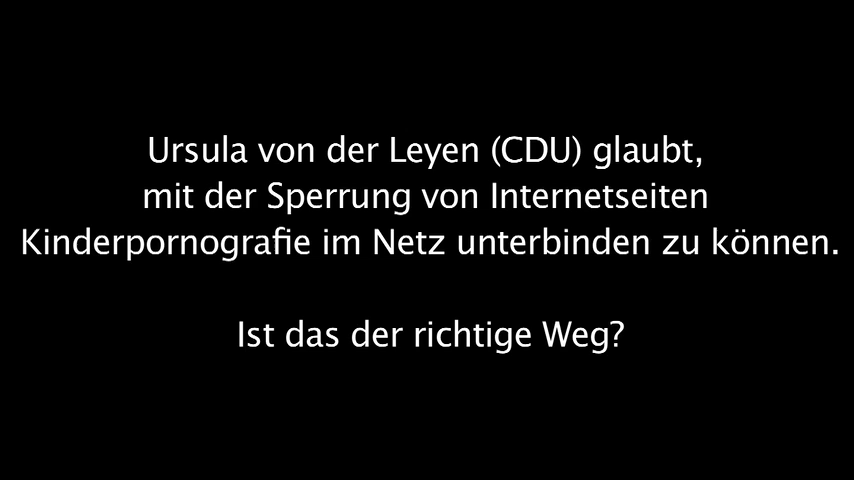 Ursula von der Leyen (CDU) glaubt,
mit der Sperrung von Internetseiten
Kinderpornografie im Netz unterbinden zu können.
Ist das der richtige Weg?